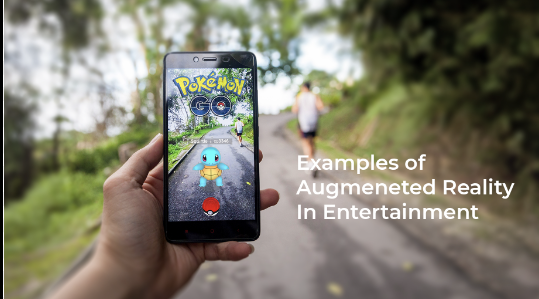 POKéMON
GO
Examples of
Augmeneted Reality
In Entertainment